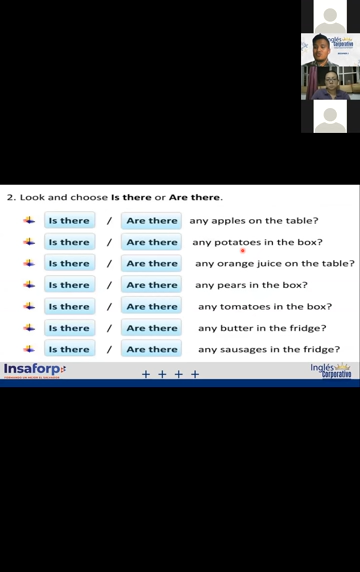 Inglés
Corporativo
2. Look and choose Is there or Are there.
Is there / Are there any apples on the table?
Is there / Are there any potatoes in the box?
Is there / Are there any orange juice on the table?
Is there / Are there any pears in the box?
Is there / Are there any tomatoes in the box?
Is there / Are there any butter in the fridge?
Is there / Are there any sausages in the fridge?
Insaforp
+ + + +
Inglés
Corporativo